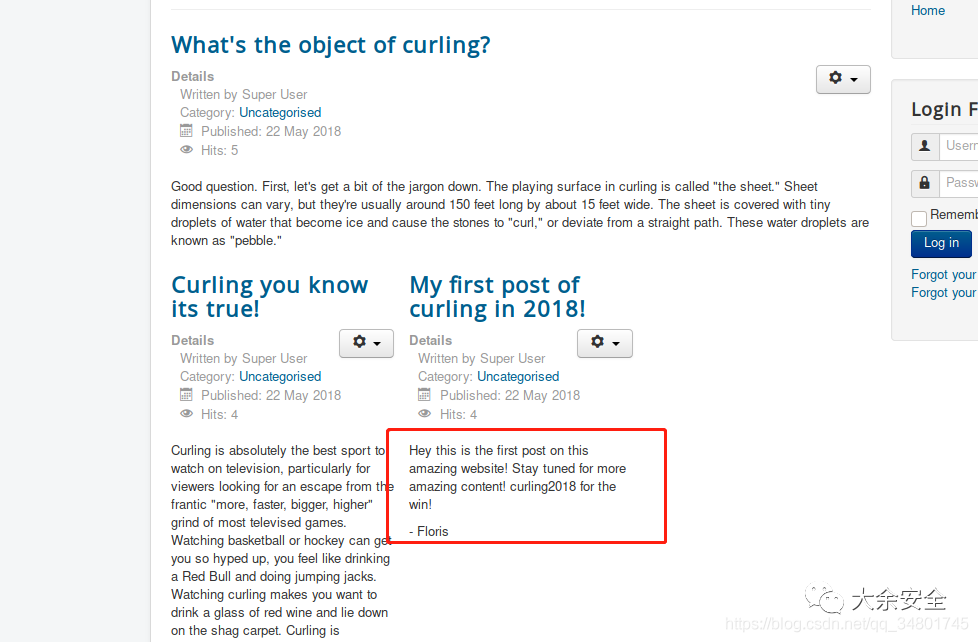 Home
What's the object of curling?
Details
Written by Super User
Category: Uncategorised
Published: 22 May 2018
Hits: 5
Good question. First, let's get a bit of the jargon down. The playing surface in curling is called "the sheet." Sheet
dimensions can vary, but they're usually around 150 feet long by about 15 feet wide. The sheet is covered with tiny
droplets of water that become ice and cause the stones to "curl," or deviate from a straight path. These water droplets are
known as "pebble."
Curling you know
its true!
Details
Written by Super User
Category: Uncategorised
Published: 22 May 2018
Hits: 4
Curling is absolutely the best sport to
watch on television, particularly for
viewers looking for an escape from the
frantic "more, faster, bigger, higher"
grind of most televised games.
Watching basketball or hockey can get
you so hyped up, you feel like drinking
a Red Bull and doing jumping jacks.
Watching curling makes you want to
drink a glass of red wine and lie down
on the shag carpet. Curling is
My first post of
curling in 2018!
Details
Written by Super User
Category: Uncategorised
Published: 22 May 2018
Hits: 4
Hey this is the first post on this
amazing website! Stay tuned for more
amazing content! curling2018 for the
win!
- Floris
Login F
Usern
Passw
Rememb
Log in
Forgot your
Forgot your
大余安全
https://blog.csdn.net/qq_34801745